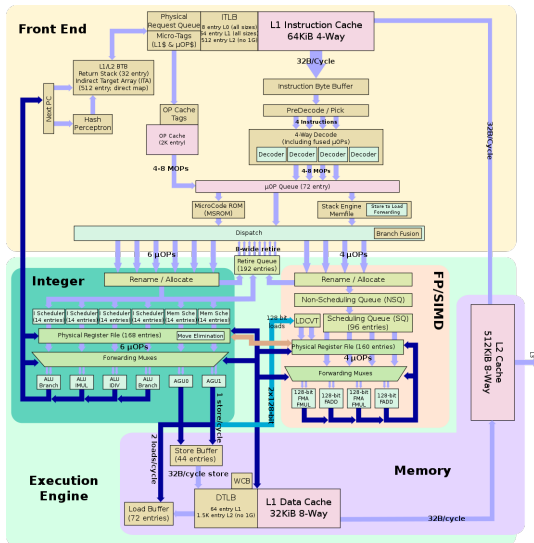 Front End
Physical
Request Queue
Micro-Tags
(L1$ & µOP$)
ITLB
8 entry L0 (all sizes)
64 entry L1 (all sizes)
512 entry L2 (no 1G)
L1 Instruction Cache
64KiB 4-Way
32B/Cycle
L1/L2 BTB
Return Stack (32 entry)
Indirect Target Array (ITA)
(512 entry; direct map)
Next PC
Hash
Perceptron
OP Cache
Tags
OP Cache
(2K entry)
Instruction Byte Buffer
PreDecode / Pick
4 Instructions
4-Way Decode
(Including fused µOPs)
Decoder
Decoder
Decoder
Decoder
4-8 MOPs
4-8 MOPs
µOP Queue (72 entry)
MicroCode ROM
(MSROM)
Stack Engine
Memfile
Store to Load
Forwarding
Dispatch
Branch Fusion
32B/Cycle
6 µOPs
8-wide retire
4 µOPs
Retire Queue
(192 entries)
Integer
Rename / Allocate
I Scheduler
(14 entries)
I Scheduler
(14 entries)
I Scheduler
(14 entries)
I Scheduler
(14 entries)
Mem Sche
(14 entries)
Mem Sche
(14 entries)
Physical Register File (168 entries)
Move Elimination
6 µOPs
Forwarding Muxes
ALU
Branch
ALU
IMUL
ALU
IDIV
ALU
Branch
AGU0
AGU1
FP/SIMD
Rename / Allocate
Non-Scheduling Queue (NSQ)
128 bit
loads
LDCVT
Scheduling Queue (SQ)
(96 entries)
Physical Register File (160 entries)
4 µOPs
Forwarding Muxes
128-bit
FMA
FMUL
128-bit
FADD
128-bit
FMA
FMUL
128-bit
FADD
L2 Cache
512KiB 8-Way
2x128-bit
1 store/cycle
2 loads/cycle
Store Buffer
(44 entries)
32B/cycle store
WCB
Execution
Engine
Memory
Load Buffer
(72 entries)
DTLB
64 entry L1
1.5K entry L2 (no 1G)
L1 Data Cache
32KiB 8-Way
32B/cycle